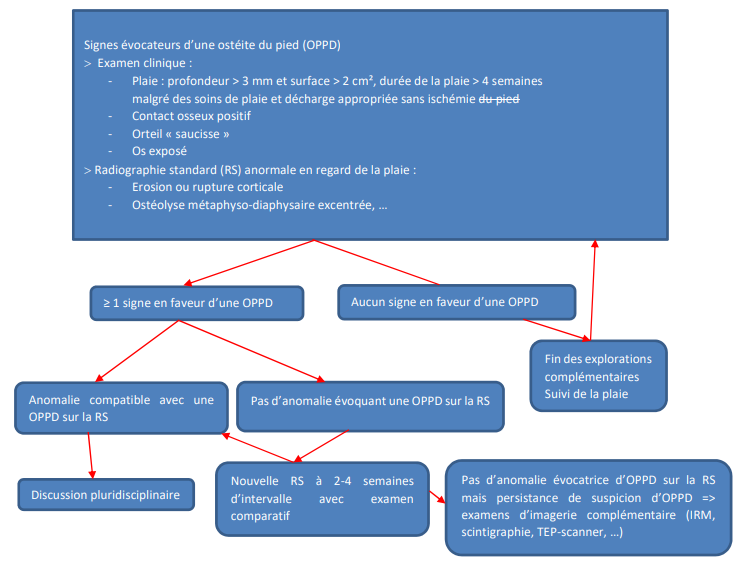 Signes évocateurs d’une ostéite du pied (OPPD)
> Examen clinique :
- Plaie : profondeur > 3 mm et surface > 2 cm², durée de la plaie > 4 semaines
malgré des soins de plaie et décharge appropriée sans ischémie du pied
- Contact osseux positif
- Orteil « saucisse »
- Os exposé
> Radiographie standard (RS) anormale en regard de la plaie :
- Erosion ou rupture corticale
- Ostéolyse métaphyso-diaphysaire excentrée, …
≥ 1 signe en faveur d’une OPPD
Aucun signe en faveur d’une OPPD
Fin des explorations
complémentaires
Suivi de la plaie
Anomalie compatible avec une
OPPD sur la RS
Pas d’anomalie évoquant une OPPD sur la RS
Discussion pluridisciplinaire
Nouvelle RS à 2-4 semaines
d’intervalle avec examen
comparatif
Pas d’anomalie évocatrice d’OPPD sur la RS
mais persistance de suspicion d’OPPD =>
examens d’imagerie complémentaire (IRM,
scintigraphie, TEP-scanner, …)